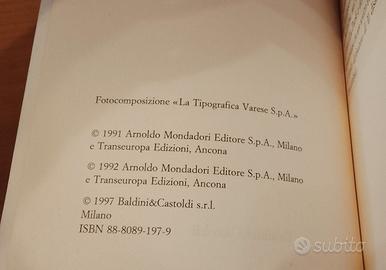 Fotocomposizione «La Tipografica Varese S.p.A.»
© 1991 Arnoldo Mondadori Editore S.p.A., Milano
e Transeuropa Edizioni, Ancona
© 1992 Arnoldo Mondadori Editore S.p.A., Milano
e Transeuropa Edizioni, Ancona
© 1997 Baldini&Castoldi s.r.l.
Milano
ISBN 88-8089-197-9
subito